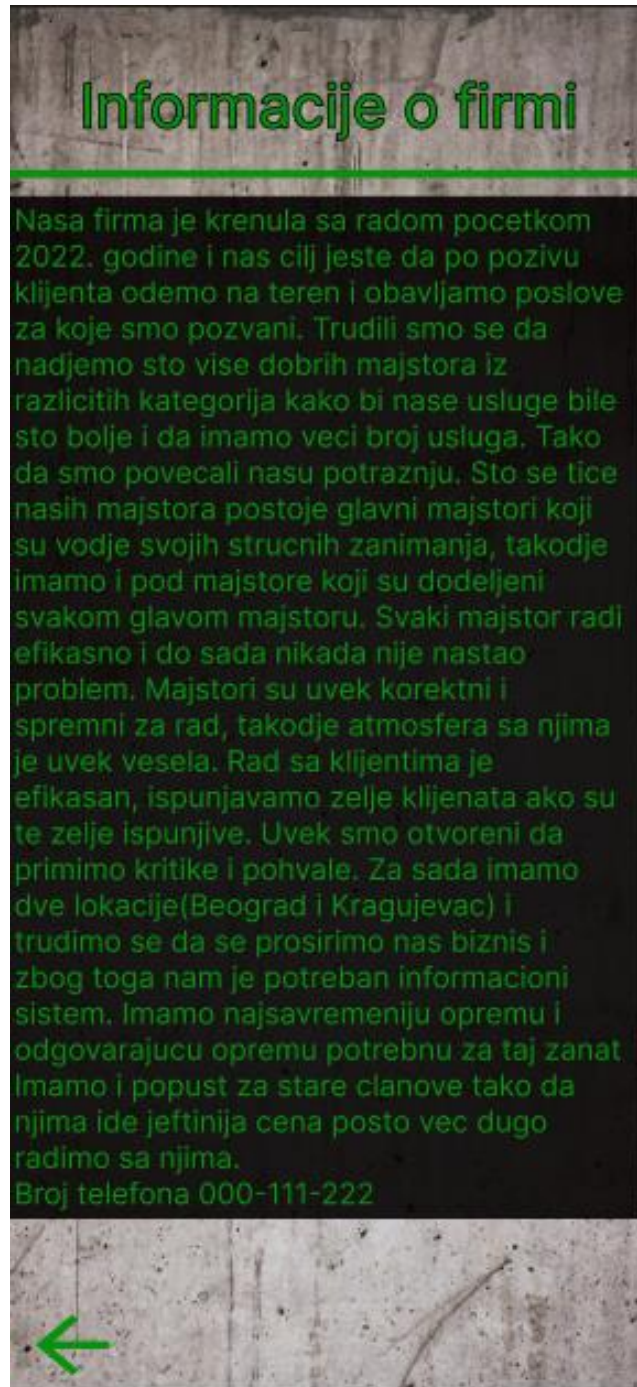 Informacije o firmi
Nasa firma je krenula sa radom pocetkom
2022. godine i nas cilj jeste da po pozivu
klijenta odemo na teren i obavljamo poslove
za koje smo pozvani. Trudili smo se da
nadjemo sto vise dobrih majstora iz
razlicitih kategorija kako bi nase usluge bile
sto bolje i da imamo veci broj usluga. Tako
da smo povecali nasu potraznju. Sto se tice
nasih majstora postoje glavni majstori koji
su vodje svojih strucnih zanimanja, takodje
imamo i pod majstore koji su dodeljeni
svakom glavom majstoru. Svaki majstor radi
efikasno i do sada nikada nije nastao
problem. Majstori su uvek korektni i
spremni za rad, takodje atmosfera sa njima
je uvek vesela. Rad sa klijentima je
efikasan, ispunjavamo zelje klijenata ako su
te zelje ispunjive. Uvek smo otvoreni da
primimo kritike i pohvale. Za sada imamo
dve lokacije(Beograd i Kragujevac) i
trudimo se da se prosirimo nas biznis i
zbog toga nam je potreban informacioni
sistem. Imamo najsavremeniju opremu i
odgovarajucu opremu potrebnu za taj zanat
Imamo i popust za stare clanove tako da
njima ide jeftinija cena posto vec dugo
radimo sa njima.
Broj telefona 000-111-222